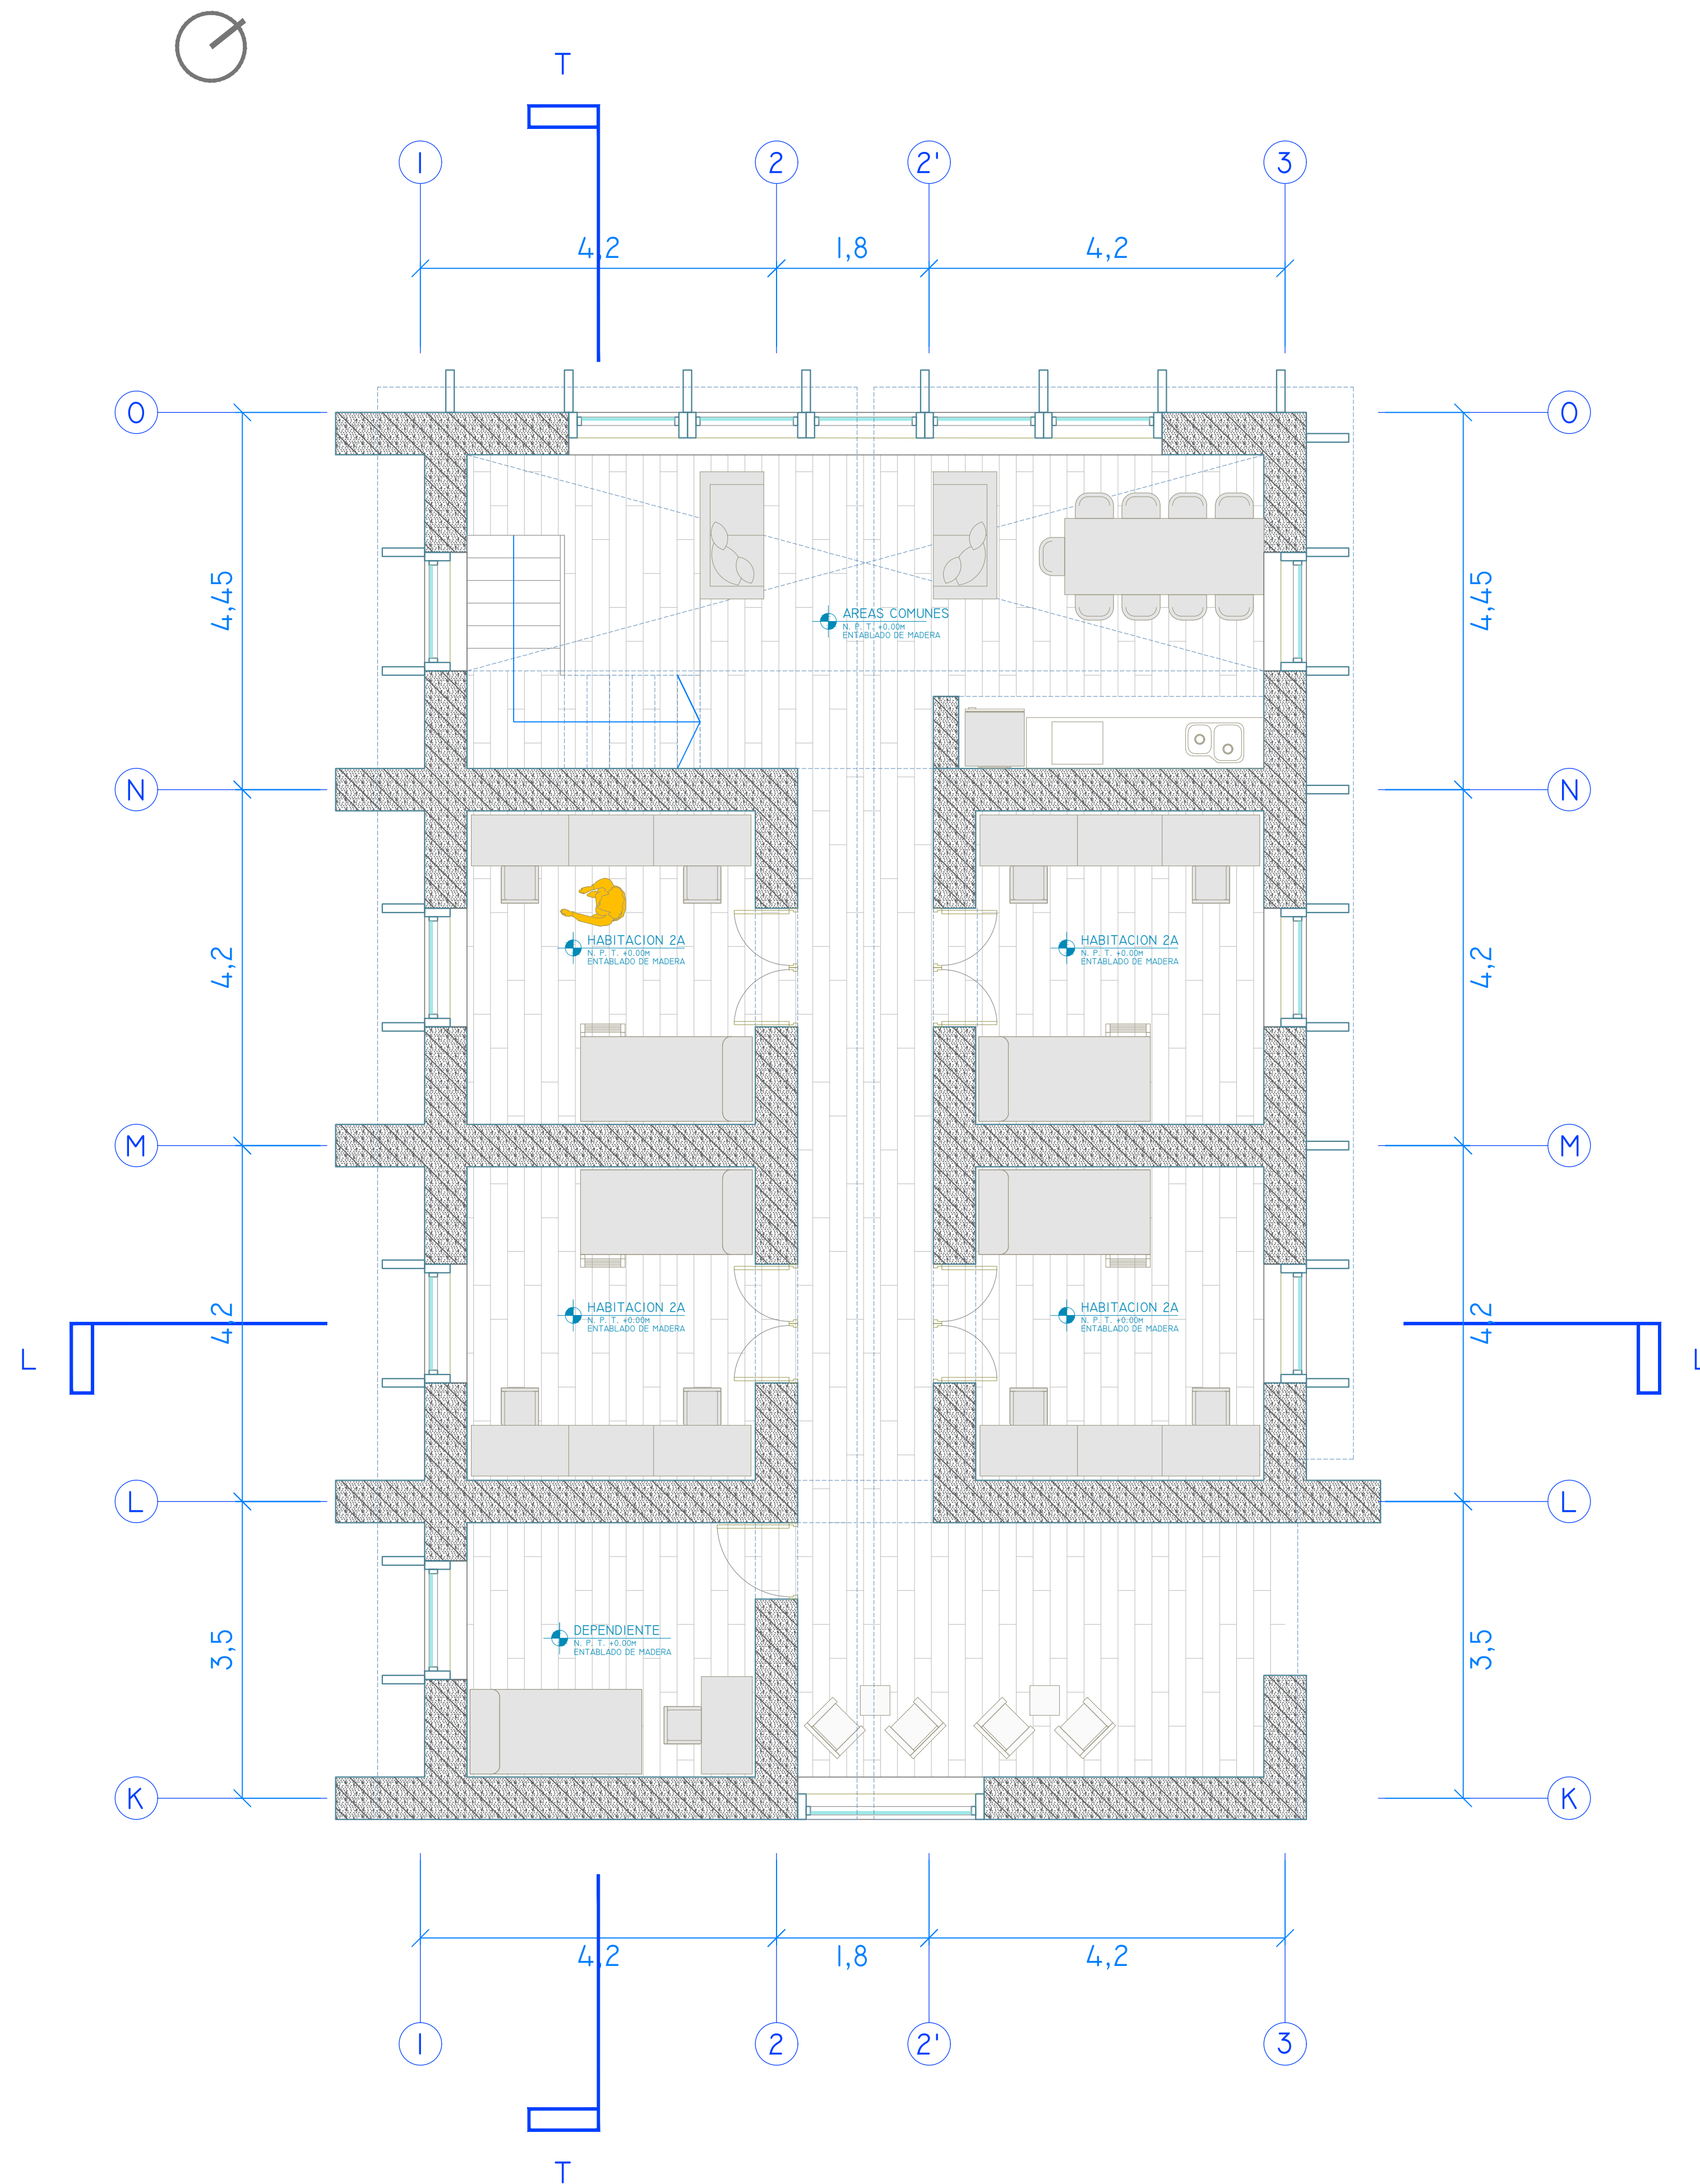 T
1 2 2' 3
4,2 1,8 4,2
O O
4,45 4,45
AREAS COMUNES
N. P. T. +0.00M
ENTABLADO DE MADERA
N N
HABITACION 2A
N. P. T. +0.00M
ENTABLADO DE MADERA
HABITACION 2A
N. P. T. +0.00M
ENTABLADO DE MADERA
4,2 4,2
M M
HABITACION 2A
N. P. T. +0.00M
ENTABLADO DE MADERA
HABITACION 2A
N. P. T. +0.00M
ENTABLADO DE MADERA
4,2 4,2
L L
L L
DEPENDIENTE
N. P. T. +0.00M
ENTABLADO DE MADERA
3,5 3,5
K K
4,2 1,8 4,2
1 2 2' 3
T